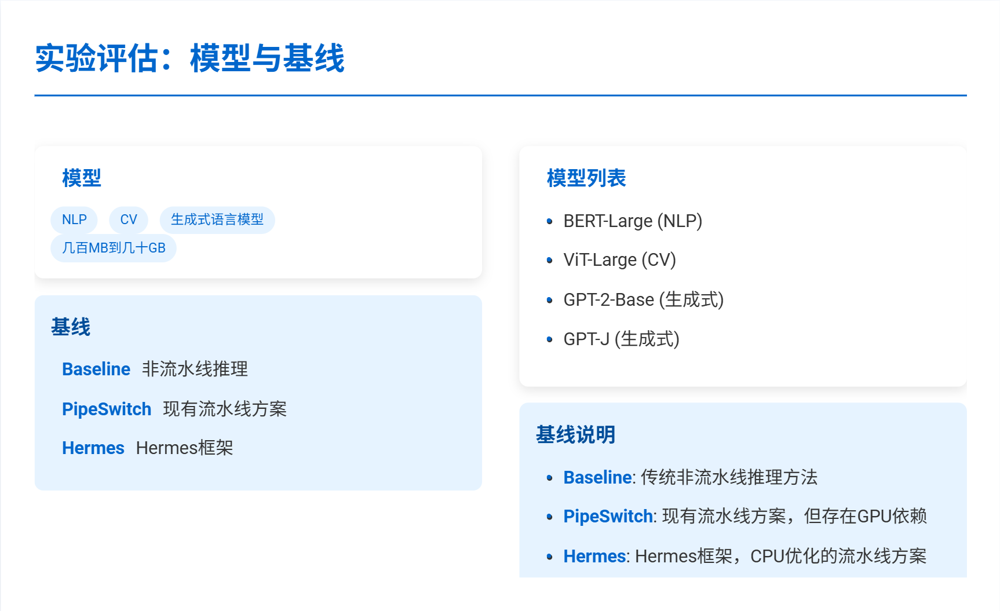 实验评估：模型与基线
模型
NLP
CV
生成式语言模型
几百MB到几十GB
基线
Baseline 非流水线推理
PipeSwitch 现有流水线方案
Hermes Hermes框架
模型列表
• BERT-Large (NLP)
• ViT-Large (CV)
• GPT-2-Base (生成式)
• GPT-J (生成式)
基线说明
• Baseline: 传统非流水线推理方法
• PipeSwitch: 现有流水线方案，但存在GPU依赖
• Hermes: Hermes框架，CPU优化的流水线方案